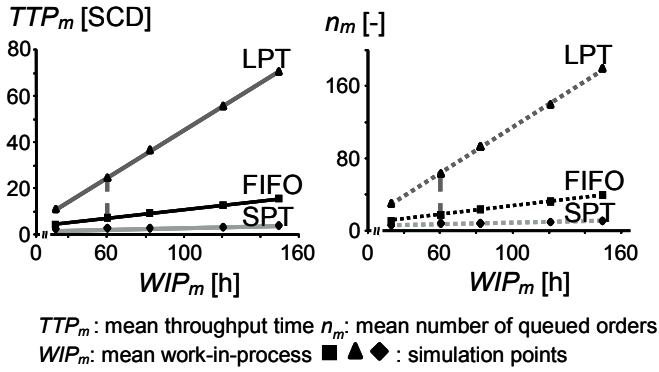 TTPm [SCD]
80
60
40
20
0
0
60
100
160
WIPm [h]
LPT
FIFO
SPT
nm [-]
160
80
0
0
60
100
160
WIPm [h]
LPT
FIFO
SPT
TTPm : mean throughput time nm: mean number of queued orders
WIPm: mean work-in-process ■ ▲ ◆ : simulation points